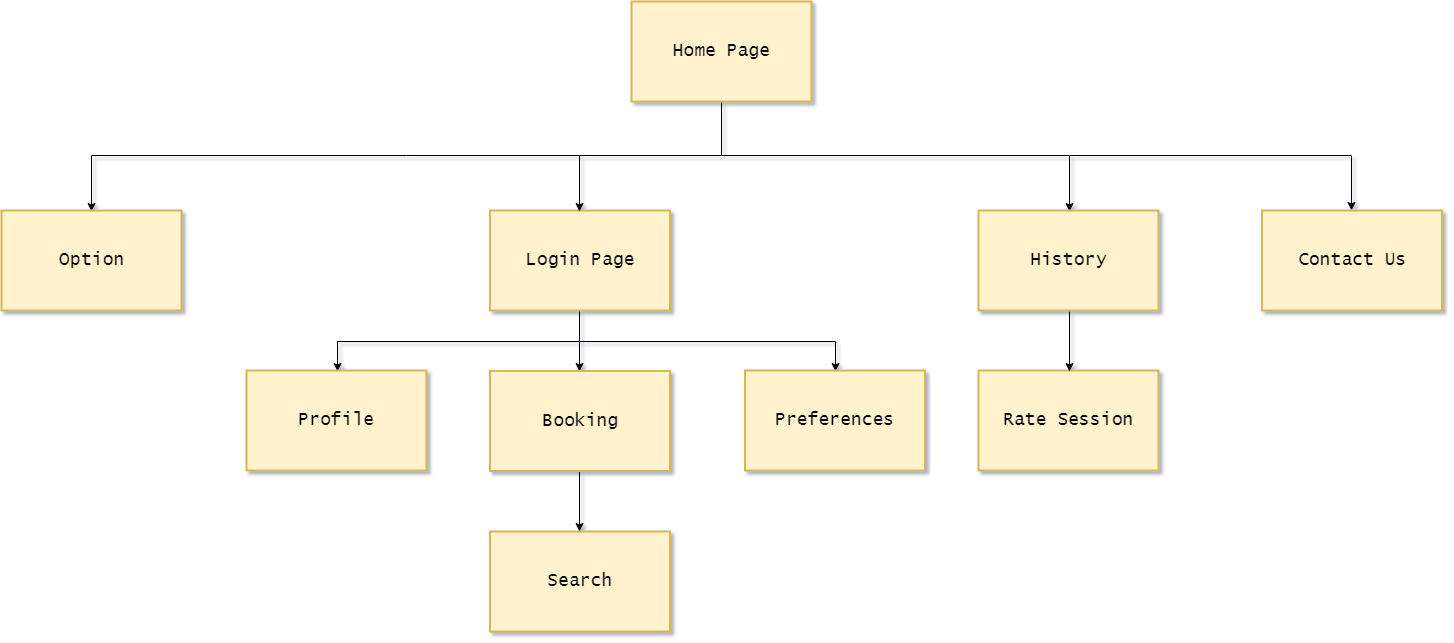 Home Page
Option
Login Page
History
Contact Us
Profile
Booking
Preferences
Rate Session
Search